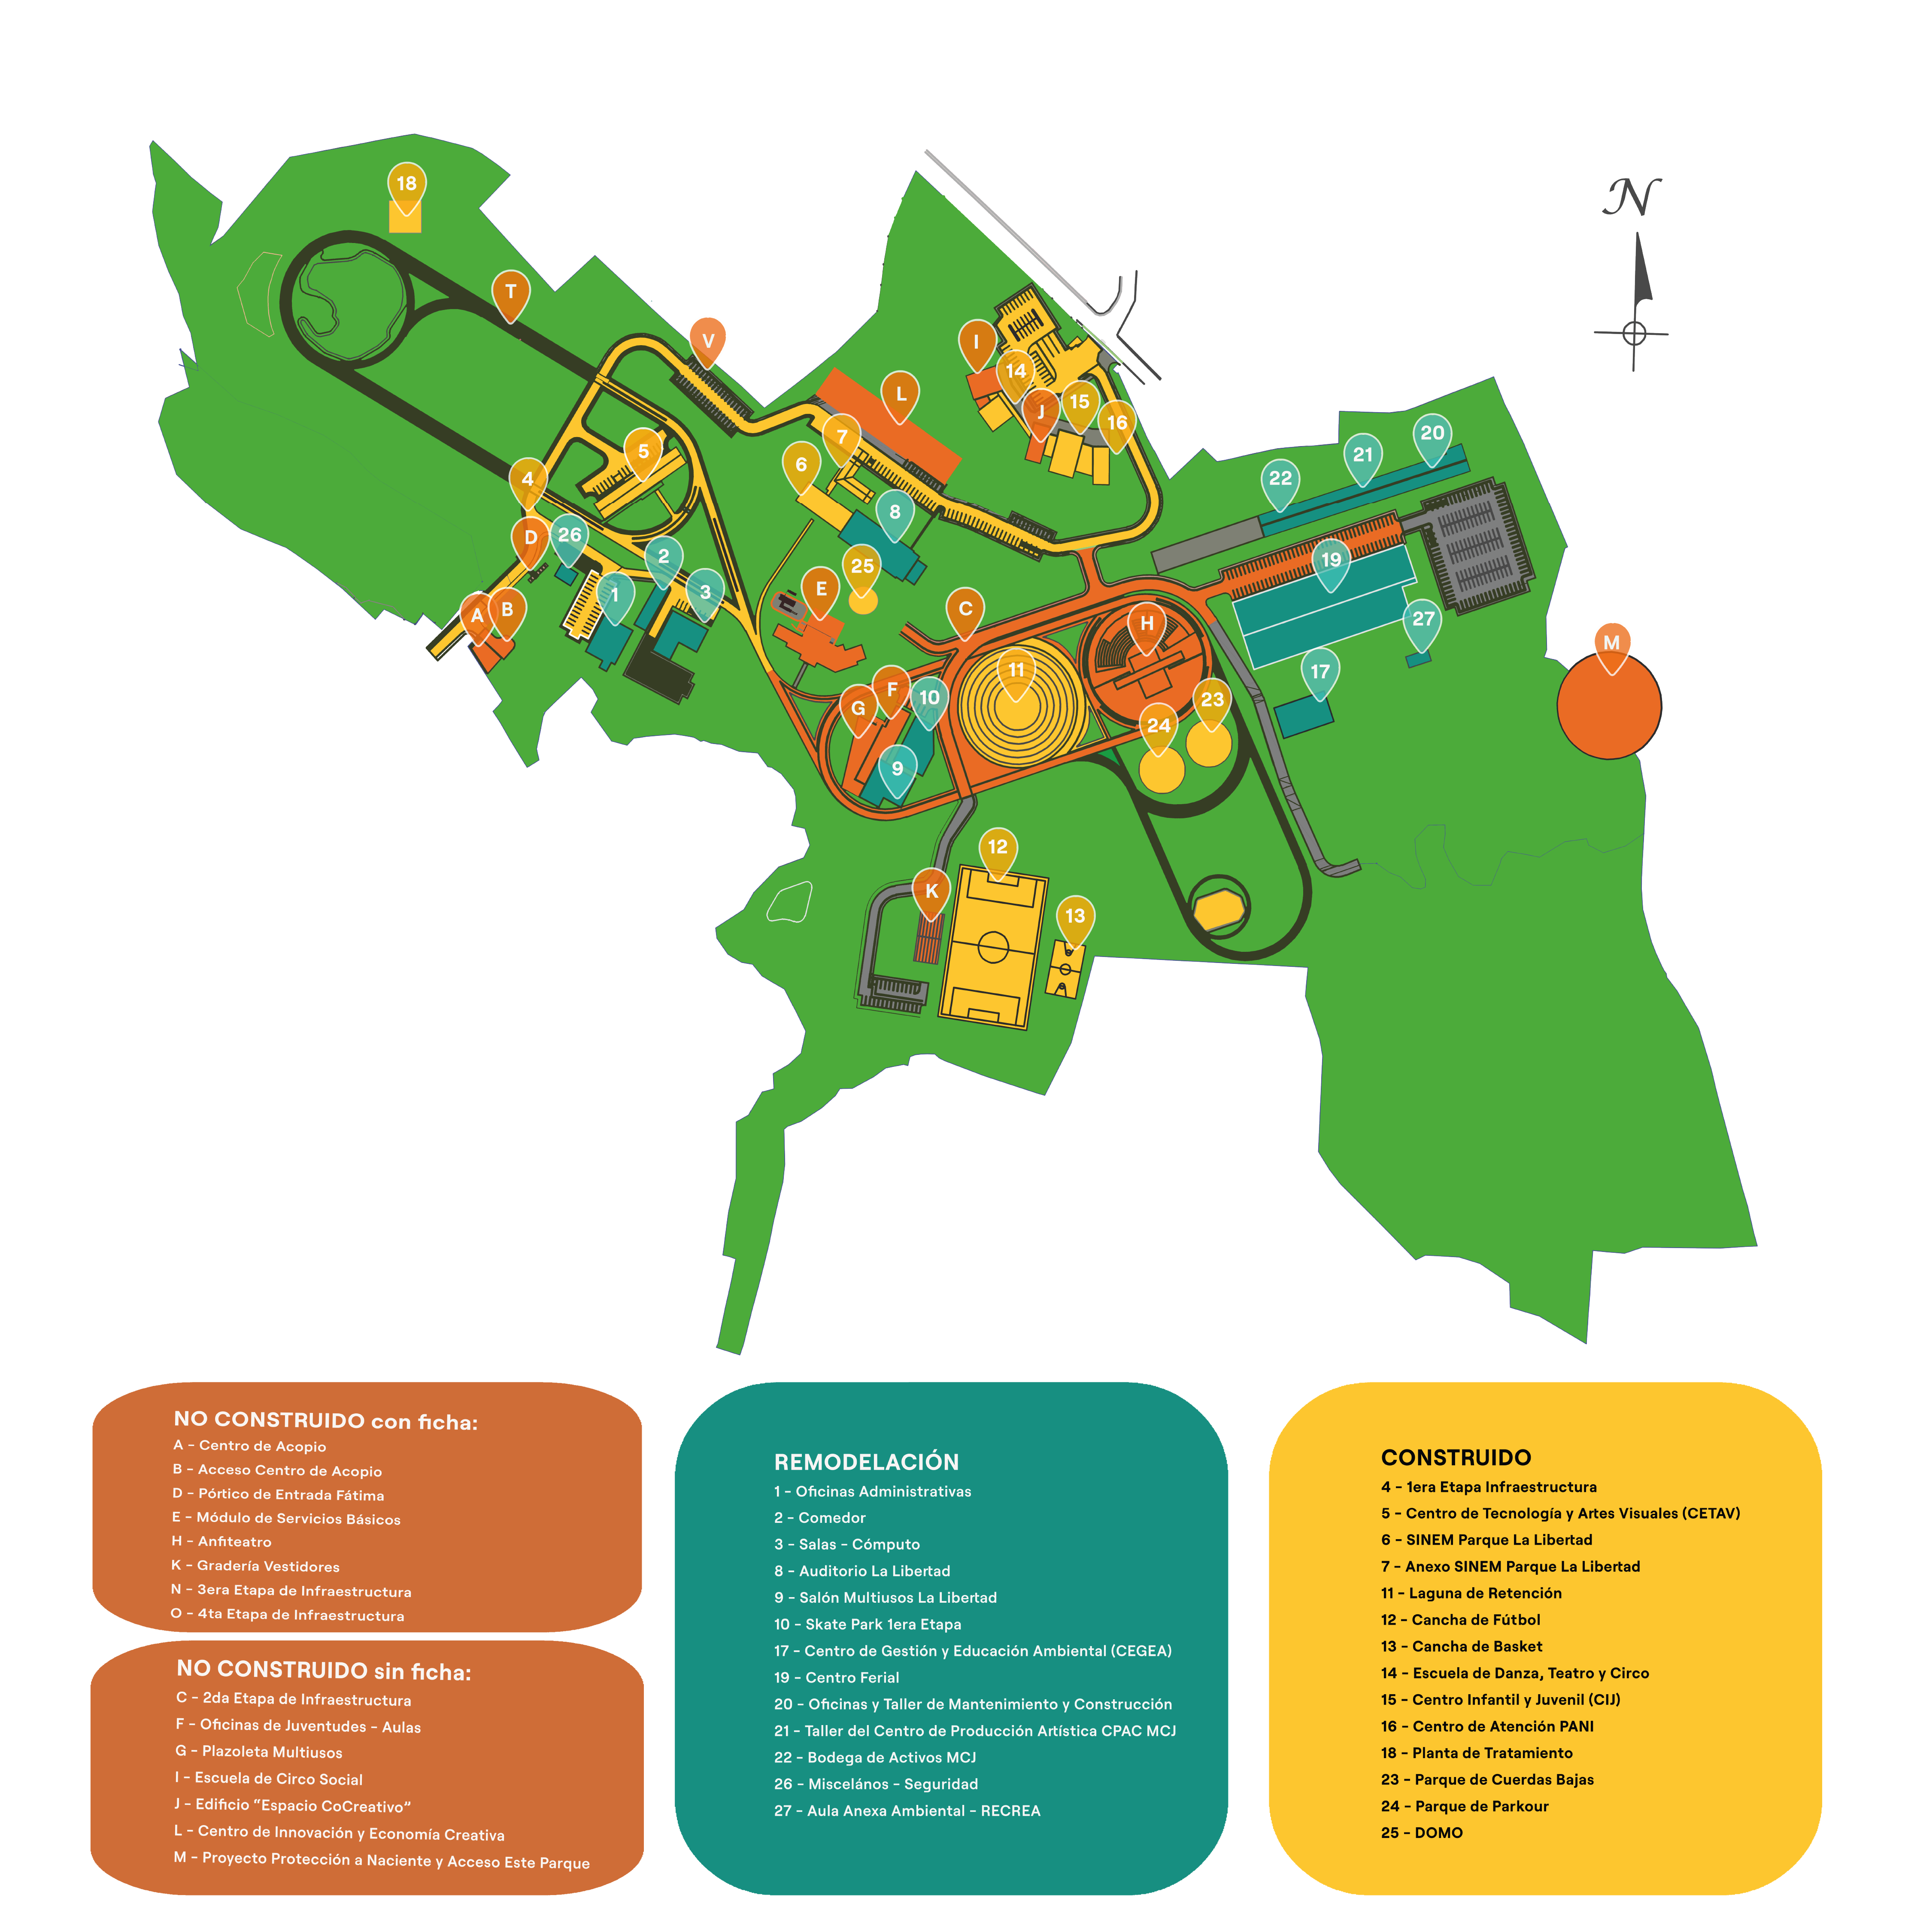 N
18
T
V
I
14
L
J
15
16
7
20
5
6
21
4
22
8
D
26
2
19
25
1
3
E
A
B
C
H
27
M
11
17
F
10
23
G
24
9
12
K
13
NO CONSTRUIDO con ficha:
A - Centro de Acopio
B - Acceso Centro de Acopio
D - Pórtico de Entrada Fátima
E - Módulo de Servicios Básicos
H - Anfiteatro
K - Gradería Vestidores
N - 3era Etapa de Infraestructura
O - 4ta Etapa de Infraestructura
NO CONSTRUIDO sin ficha:
C - 2da Etapa de Infraestructura
F - Oficinas de Juventudes - Aulas
G - Plazoleta Multiusos
I - Escuela de Circo Social
J - Edificio "Espacio CoCreativo"
L - Centro de Innovación y Economía Creativa
M - Proyecto Protección a Naciente y Acceso Este Parque
REMODELACIÓN
1 - Oficinas Administrativas
2 - Comedor
3 - Salas - Cómputo
8 - Auditorio La Libertad
9 - Salón Multiusos La Libertad
10 - Skate Park 1era Etapa
17 - Centro de Gestión y Educación Ambiental (CEGEA)
19 - Centro Ferial
20 - Oficinas y Taller de Mantenimiento y Construcción
21 - Taller del Centro de Producción Artística CPAC MCJ
22 - Bodega de Activos MCJ
26 - Misceláneos - Seguridad
27 - Aula Anexa Ambiental - RECREA
CONSTRUIDO
4 - 1era Etapa Infraestructura
5 - Centro de Tecnología y Artes Visuales (CETAV)
6 - SINEM Parque La Libertad
7 - Anexo SINEM Parque La Libertad
11 - Laguna de Retención
12 - Cancha de Fútbol
13 - Cancha de Basket
14 - Escuela de Danza, Teatro y Circo
15 - Centro Infantil y Juvenil (CIJ)
16 - Centro de Atención PANI
18 - Planta de Tratamiento
23 - Parque de Cuerdas Bajas
24 - Parque de Parkour
25 - DOMO